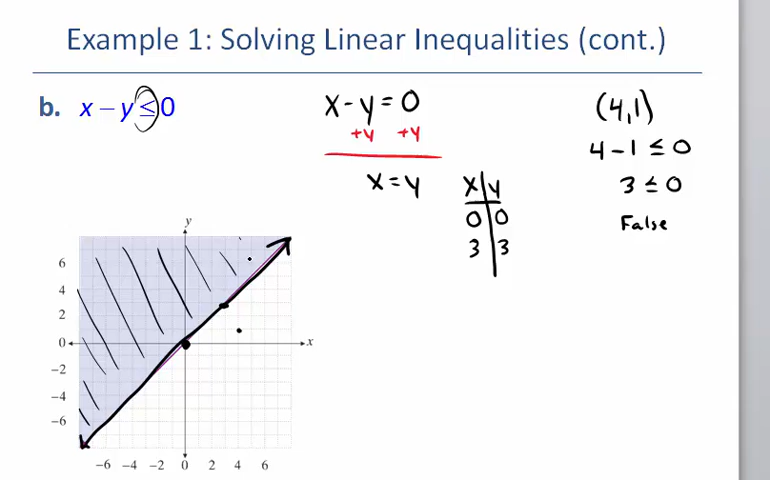 Example 1: Solving Linear Inequalities (cont.)
b. x – y ≤ 0
x - y = 0
+y +y
x = y
x y
0 0
3 3
(4,1)
4 - 1 ≤ 0
3 ≤ 0
False
y
6
4
2
0
x
−2
−4
−6
−6 −4 −2 0 2 4 6